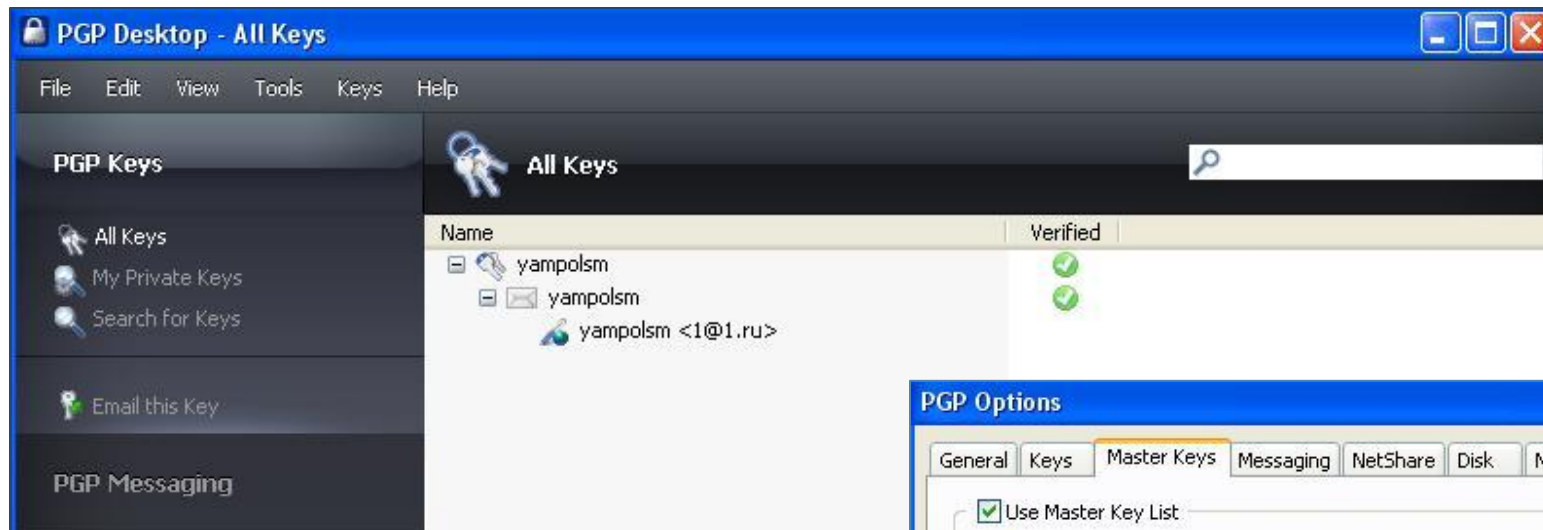 PGP Desktop - All Keys
File Edit View Tools Keys Help
PGP Keys
All Keys
All Keys
My Private Keys
Search for Keys
Email this Key
PGP Messaging
Name Verified
yampolsm
yampolsm
yampolsm <1@1.ru>
PGP Options
General Keys Master Keys Messaging NetShare Disk
Use Master Key List